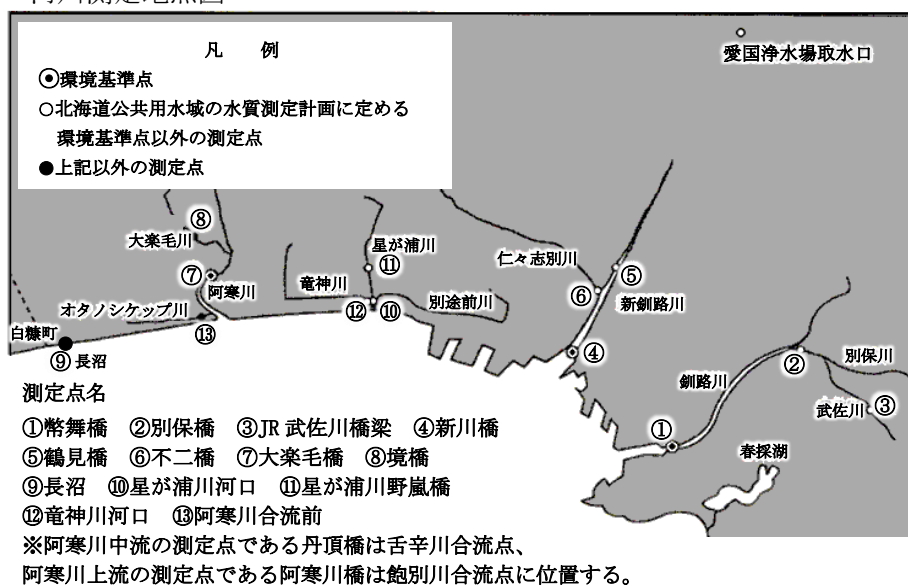 凡　例
◉環境基準点
○北海道公共用水域の水質測定計画に定める
環境基準点以外の測定点
●上記以外の測定点
愛国浄水場取水口
⑧
大楽毛川
星が浦川
⑪
仁々志別川
⑤
⑦
阿寒川
竜神川
別途前川
⑥
新釧路川
オタノシケップ川
⑫
⑩
⑬
白糠町
⑨長沼
④
②
別保川
釧路川
武佐川
③
①
春採湖
測定点名
①幣舞橋　②別保橋　③JR 武佐川橋梁　④新川橋
⑤鶴見橋　⑥不二橋　⑦大楽毛橋　⑧境橋
⑨長沼　⑩星が浦川河口　⑪星が浦川野嵐橋
⑫竜神川河口　⑬阿寒川合流前
※阿寒川中流の測定点である丹頂橋は舌辛川合流点、
阿寒川上流の測定点である阿寒川橋は飽別川合流点に位置する。